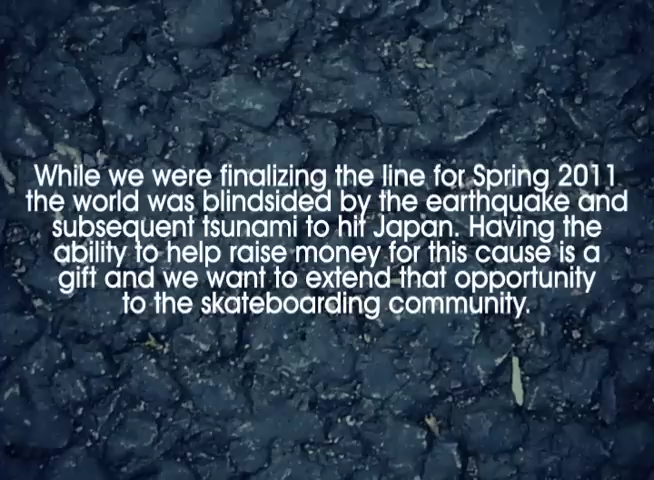 While we were finalizing the line for Spring 2011
the world was blindsided by the earthquake and
subsequent tsunami to hit Japan. Having the
ability to help raise money for this cause is a
gift and we want to extend that opportunity
to the skateboarding community.